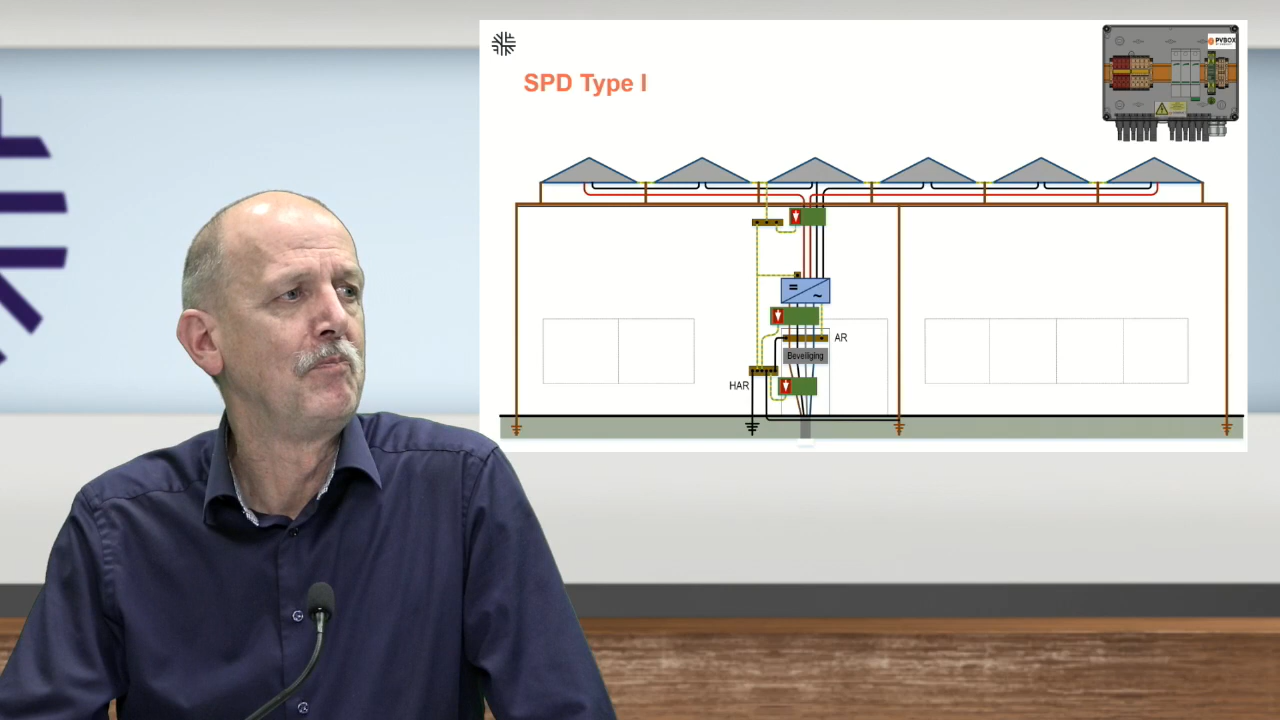 SPD Type I
PVBOX
=
~
AR
Beveiliging
HAR